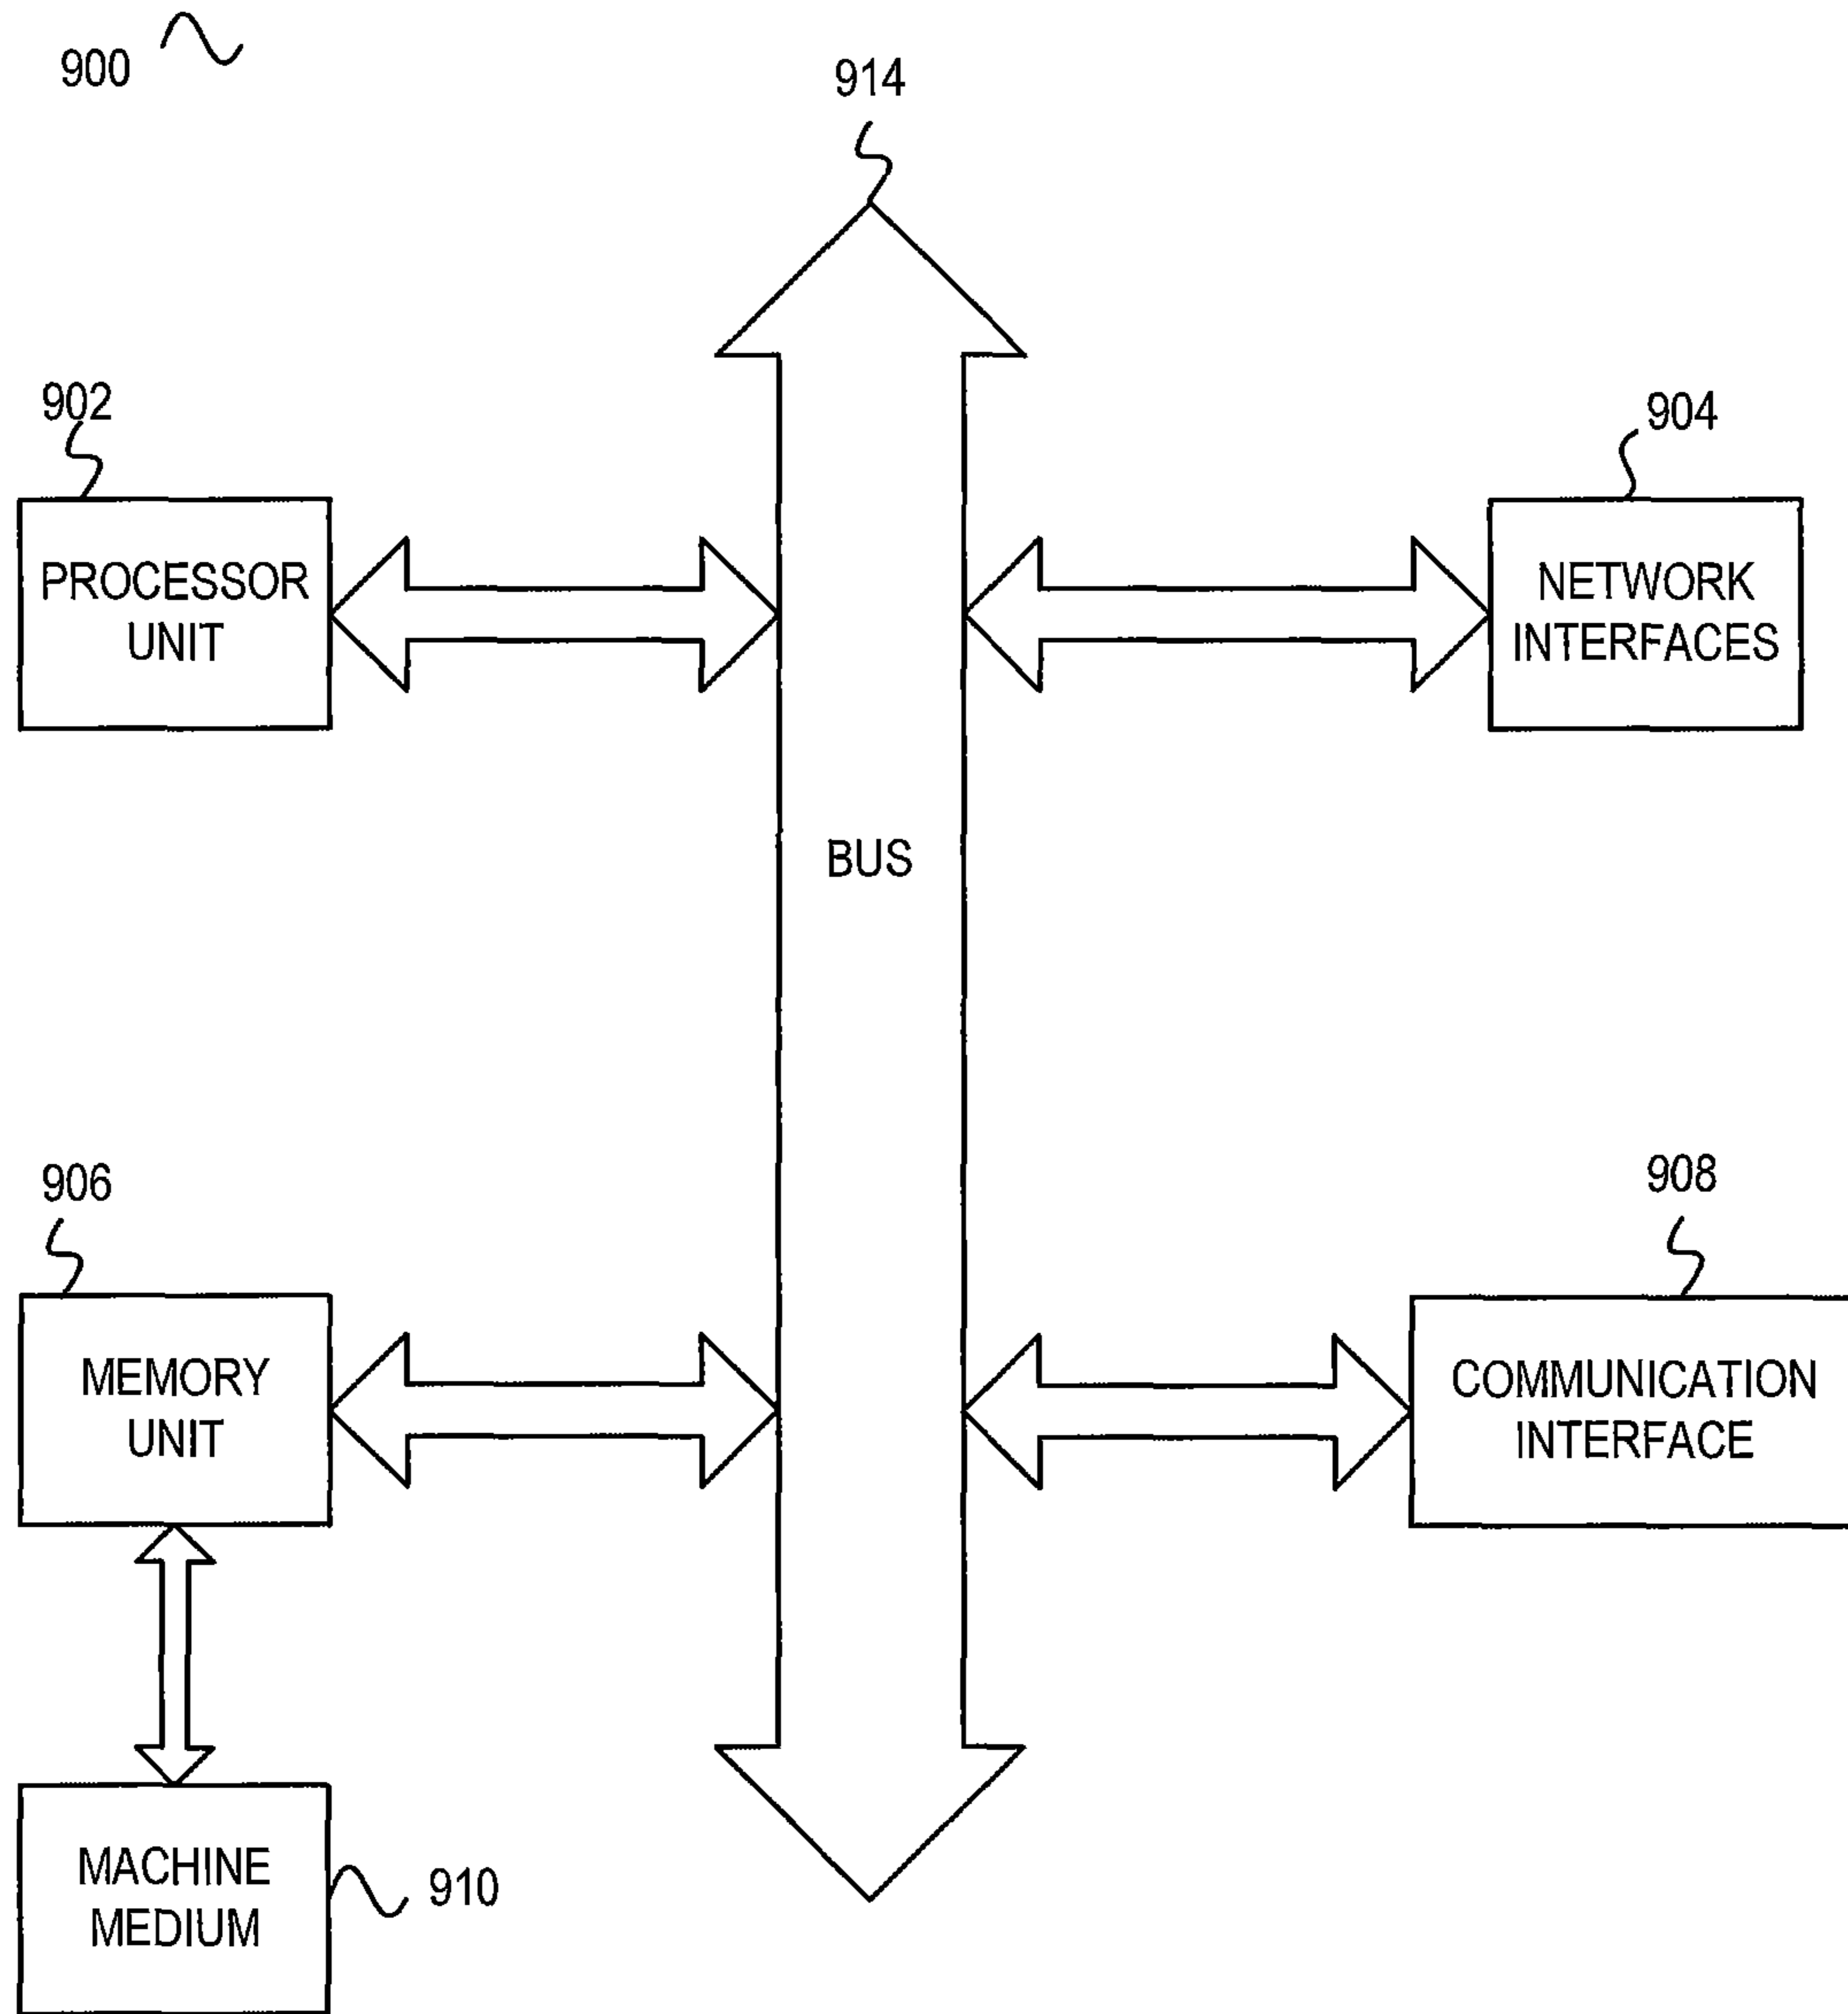 900
914
902
904
PROCESSOR
UNIT
NETWORK
INTERFACES
BUS
906
908
MEMORY
UNIT
COMMUNICATION
INTERFACE
MACHINE
MEDIUM
910